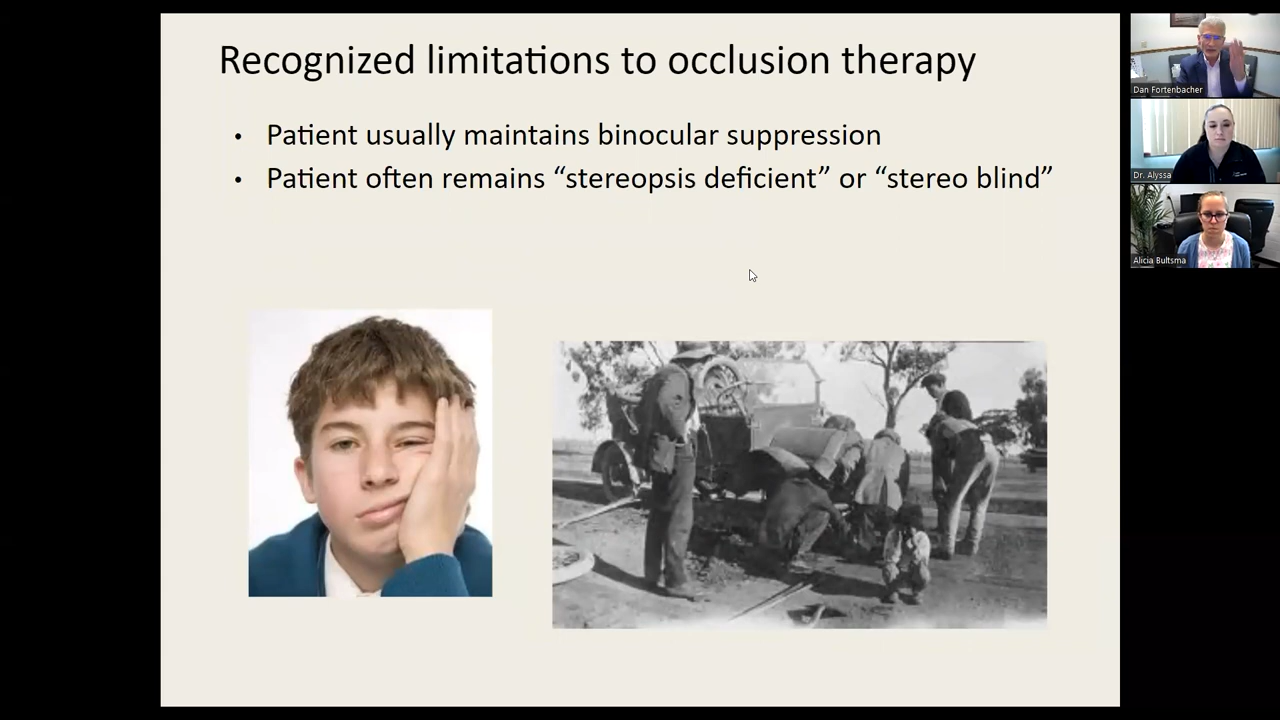 Recognized limitations to occlusion therapy
• Patient usually maintains binocular suppression
• Patient often remains “stereopsis deficient” or “stereo blind”
Dan Fortenbacher
Dr. Alyssa
Alicia Bultsma